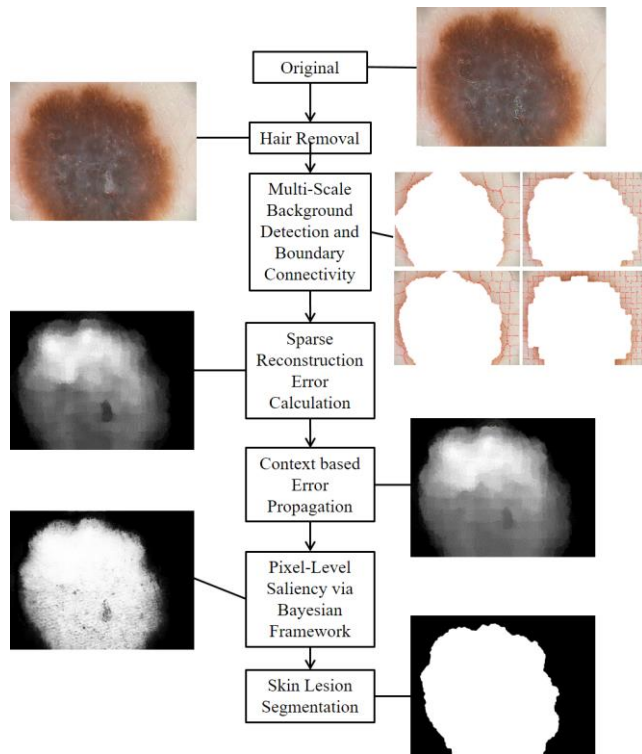 Original
Hair Removal
Multi-Scale
Background
Detection and
Boundary
Connectivity
Sparse
Reconstruction
Error
Calculation
Context based
Error
Propagation
Pixel-Level
Saliency via
Bayesian
Framework
Skin Lesion
Segmentation